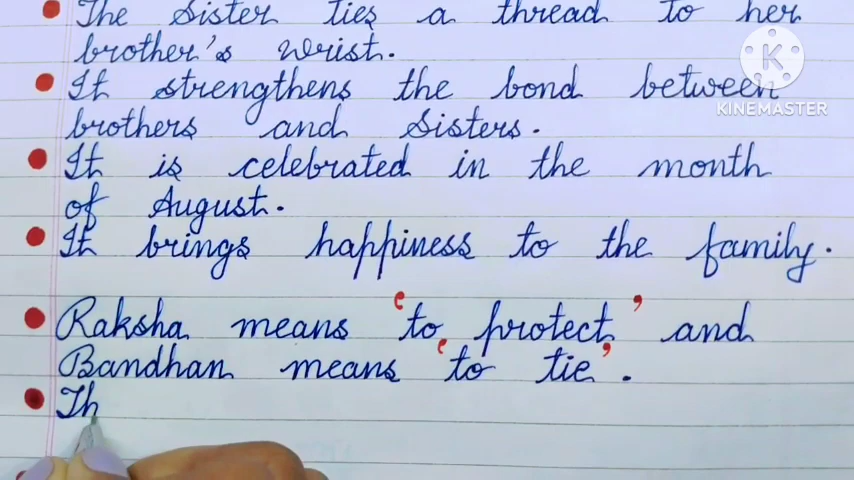 The Sister ties a thread to her
brother's wrist.
It strengthens the bond between
brothers and Sisters.
It is celebrated in the month
of August.
It brings happiness to the family.
Raksha means 'to protect' and
Bandhan means 'to tie'.
Th
K
KINEMASTER